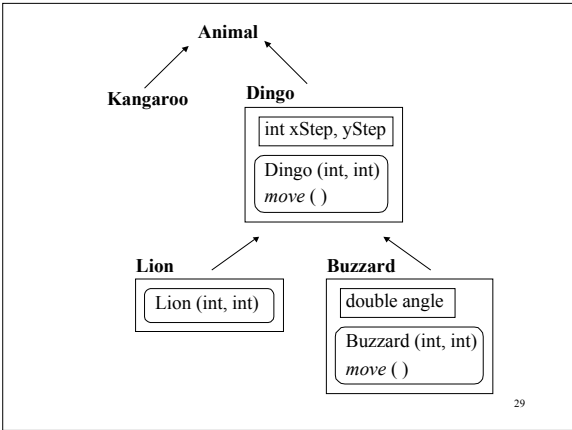 Animal
Kangaroo
Dingo
int xStep, yStep
Dingo (int, int)
move ( )
Lion
Lion (int, int)
Buzzard
double angle
Buzzard (int, int)
move ( )
29